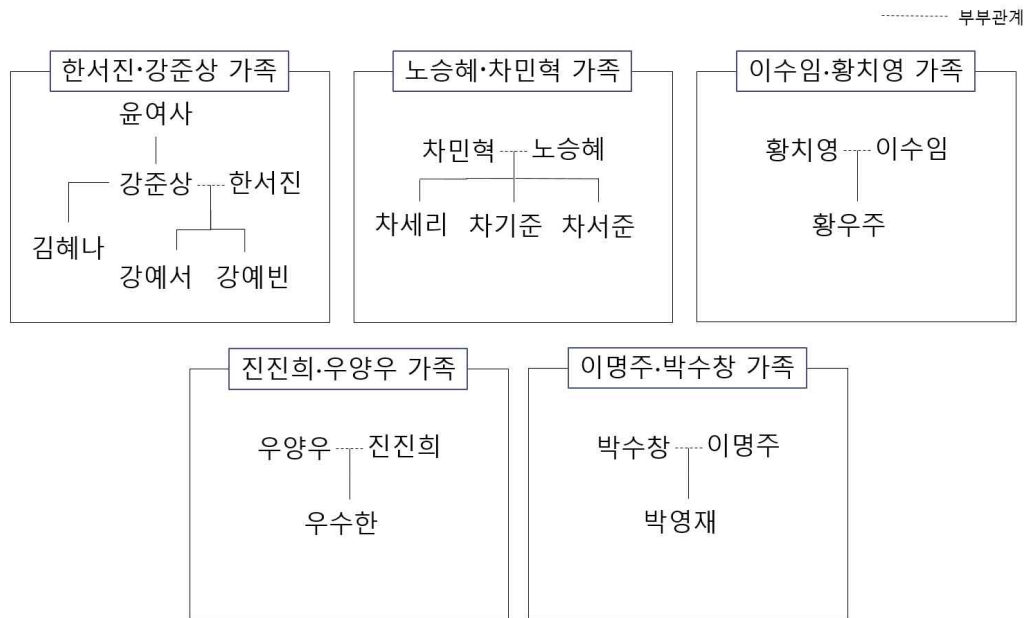 부부관계
한서진·강준상 가족
윤여사
강준상 한서진
김혜나
강예서 강예빈
노승혜·차민혁 가족
차민혁 노승혜
차세리 차기준 차서준
이수임·황치영 가족
황치영 이수임
황우주
진진희·우양우 가족
우양우 진진희
우수한
이명주·박수창 가족
박수창 이명주
박영재